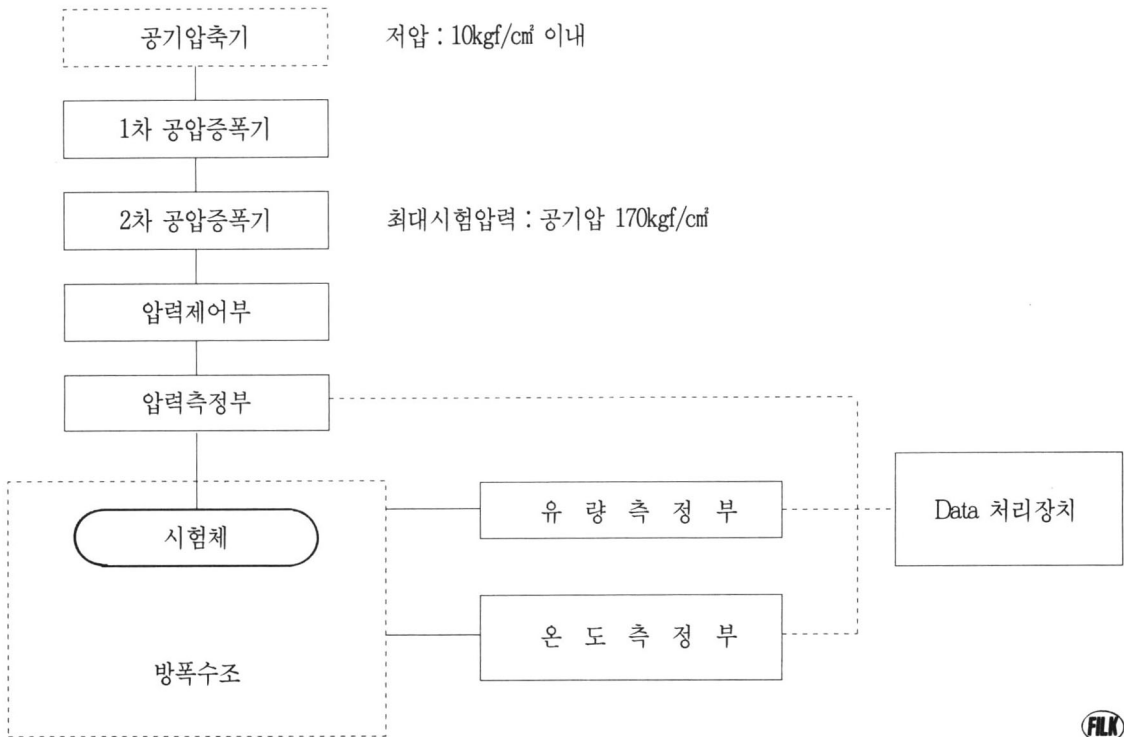 공기압축기
저압 : 10kgf/㎠ 이내
1차 공압증폭기
2차 공압증폭기
최대시험압력 : 공기압 170kgf/㎠
압력제어부
압력측정부
시험체
유 량 측 정 부
Data 처리장치
온 도 측 정 부
방폭수조
FILK